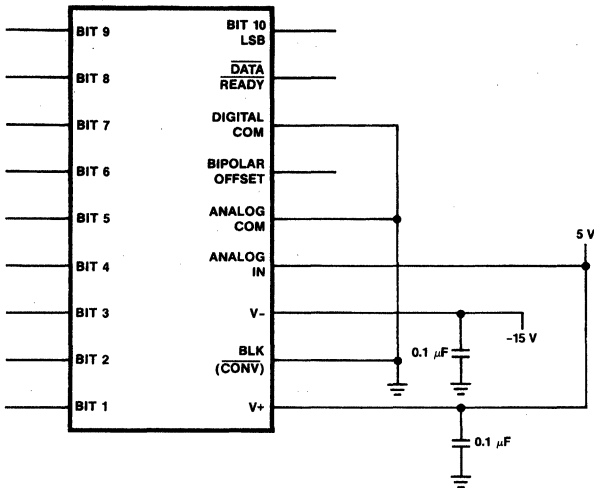 BIT 9
BIT 8
BIT 7
BIT 6
BIT 5
BIT 4
BIT 3
BIT 2
BIT 1
BIT 10
LSB
DATA
READY
DIGITAL
COM
BIPOLAR
OFFSET
ANALOG
COM
ANALOG
IN
V–
BLK
(CONV)
V+
5 V
–15 V
0.1 μF
0.1 μF